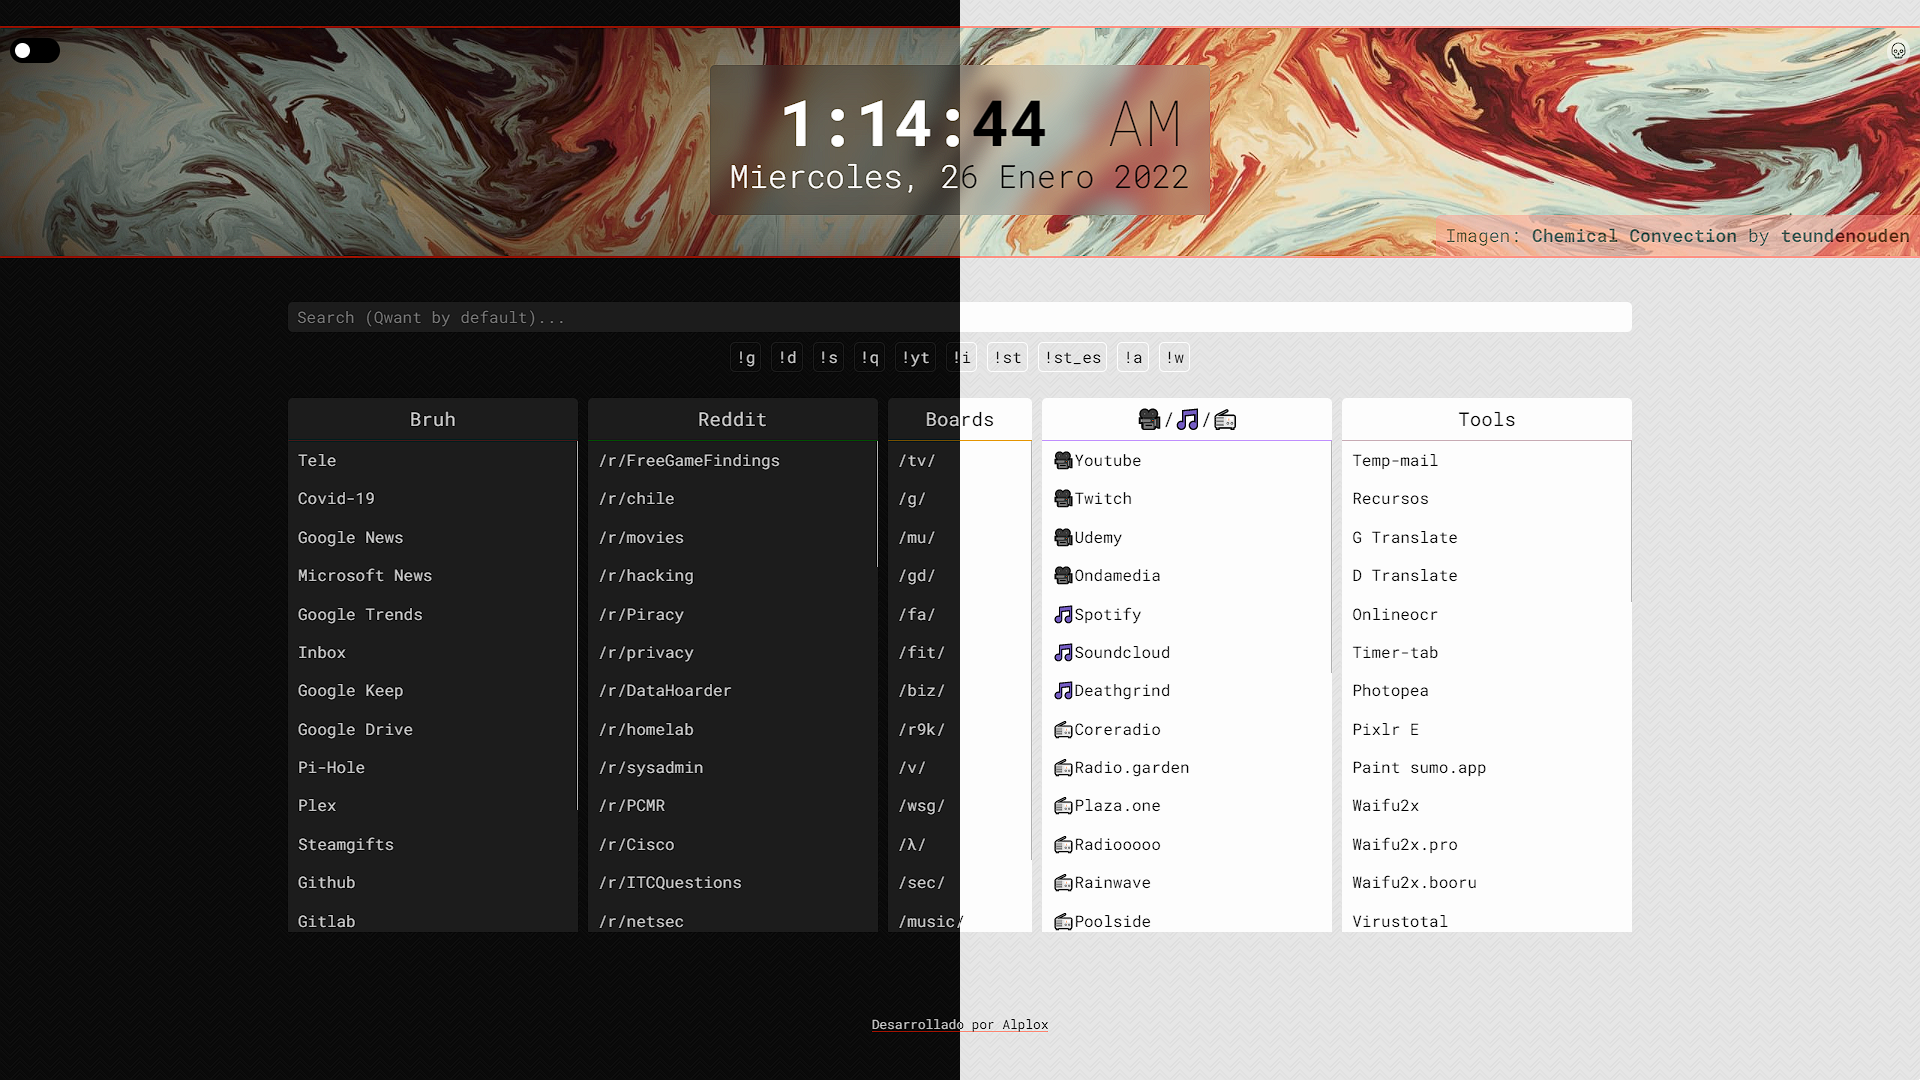 1:14:44 AM
Miercoles, 26 Enero 2022
Imagen: Chemical Convection by teundenouden
Search (Qwant by default)...
!g !d !s !q !yt !i !st !st_es !a !w
Bruh
Tele
Covid-19
Google News
Microsoft News
Google Trends
Inbox
Google Keep
Google Drive
Pi-Hole
Plex
Steamgifts
Github
Gitlab
Reddit
/r/FreeGameFindings
/r/chile
/r/movies
/r/hacking
/r/Piracy
/r/privacy
/r/DataHoarder
/r/homelab
/r/sysadmin
/r/PCMR
/r/Cisco
/r/ITCQuestions
/r/netsec
Boards
/tv/
/g/
/mu/
/gd/
/fa/
/fit/
/biz/
/r9k/
/v/
/wsg/
/λ/
/sec/
/music/
🎥/🎵/📻
🎥Youtube
🎥Twitch
🎥Udemy
🎥Ondamedia
🎵Spotify
🎵Soundcloud
🎵Deathgrind
📻Coreradio
📻Radio.garden
📻Plaza.one
📻Radiooooo
📻Rainwave
📻Poolside
Tools
Temp-mail
Recursos
G Translate
D Translate
Onlineocr
Timer-tab
Photopea
Pixlr E
Paint sumo.app
Waifu2x
Waifu2x.pro
Waifu2x.booru
Virustotal
Desarrollado por Alplox